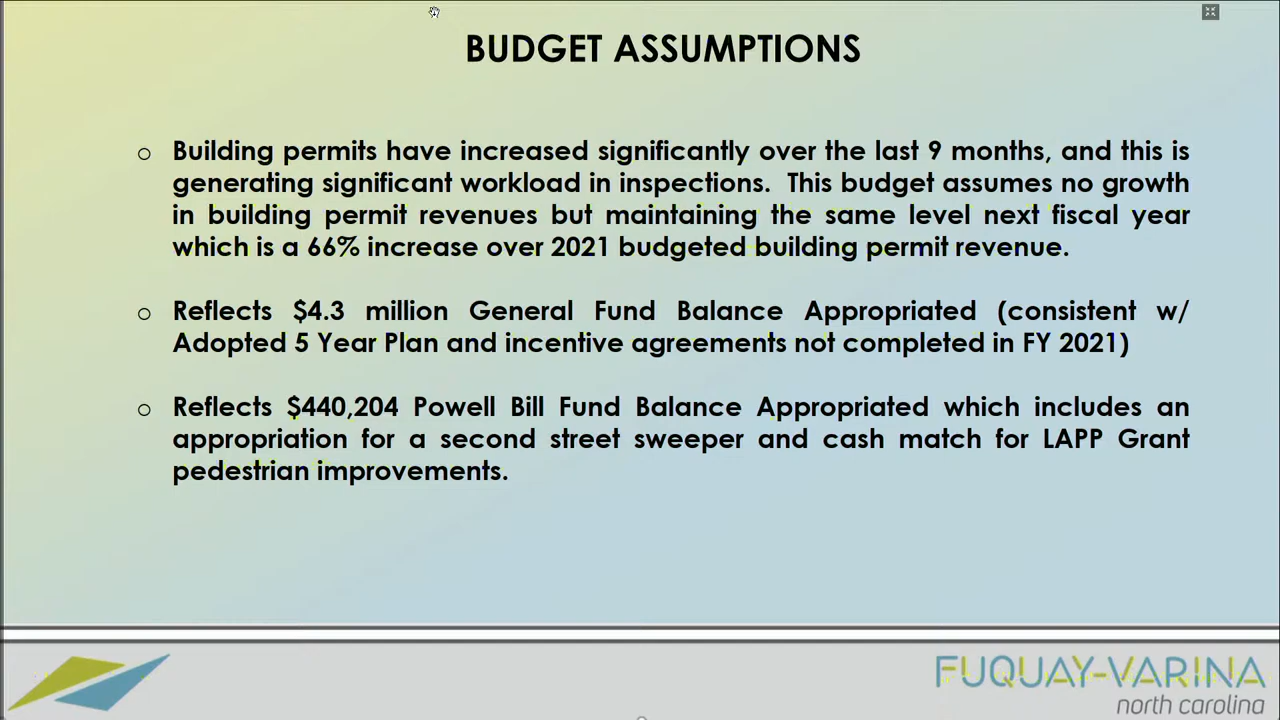 BUDGET ASSUMPTIONS
o Building permits have increased significantly over the last 9 months, and this is
generating significant workload in inspections. This budget assumes no growth
in building permit revenues but maintaining the same level next fiscal year
which is a 66% increase over 2021 budgeted building permit revenue.
o Reflects $4.3 million General Fund Balance Appropriated (consistent w/
Adopted 5 Year Plan and incentive agreements not completed in FY 2021)
o Reflects $440,204 Powell Bill Fund Balance Appropriated which includes an
appropriation for a second street sweeper and cash match for LAPP Grant
pedestrian improvements.
FUQUAY-VARINA
north carolina